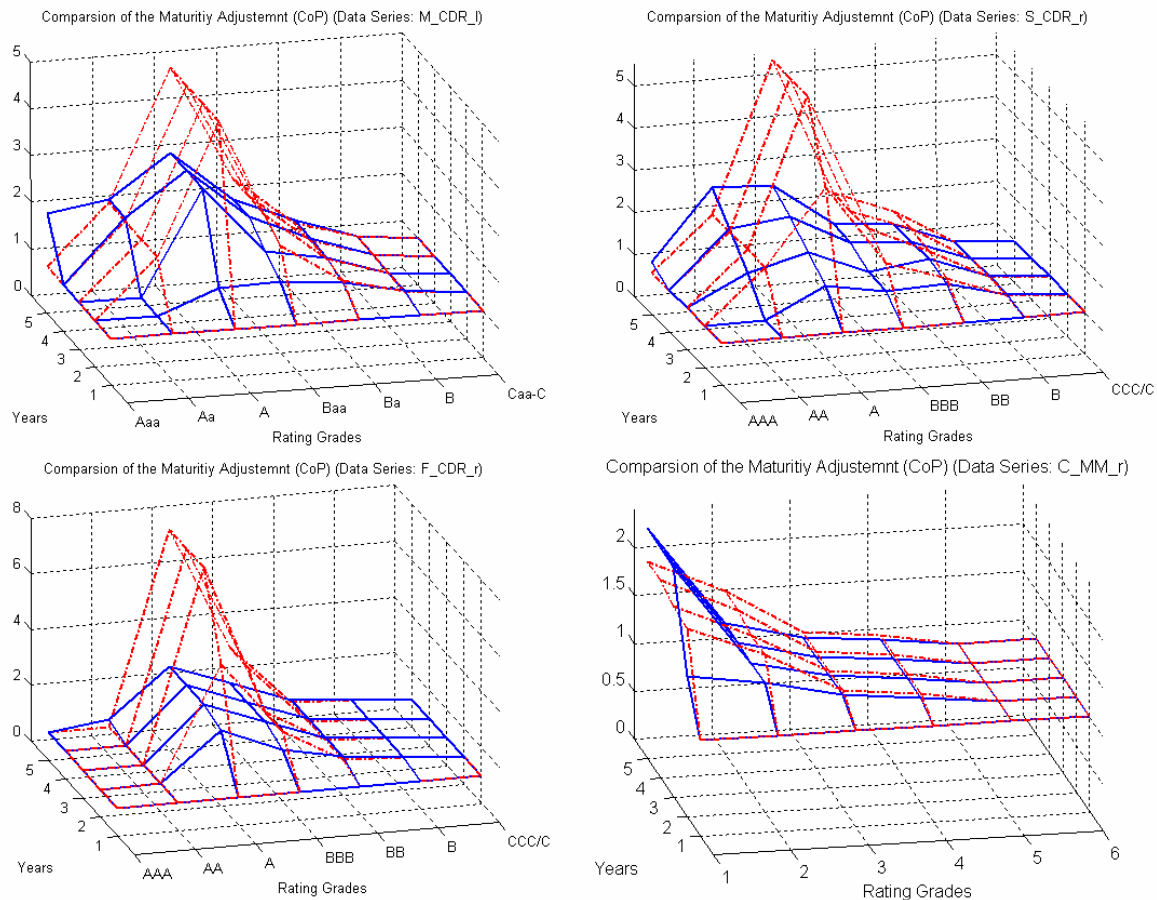 Comparsion of the Maturitiy Adjustemnt (CoP) (Data Series: M_CDR_l)
5
4
3
2
1
0
5
4
3
2
1
Years
Aaa
Aa
A
Baa
Ba
B
Caa-C
Rating Grades
Comparsion of the Maturitiy Adjustemnt (CoP) (Data Series: S_CDR_r)
5
4
3
2
1
0
5
4
3
2
1
Years
AAA
AA
A
BBB
BB
B
CCC/C
Rating Grades
Comparsion of the Maturitiy Adjustemnt (CoP) (Data Series: F_CDR_r)
8
6
4
2
0
5
4
3
2
1
Years
AAA
AA
A
BBB
BB
B
CCC/C
Rating Grades
Comparsion of the Maturitiy Adjustemnt (CoP) (Data Series: C_MM_r)
2
1.5
1
0.5
0
5
4
3
2
1
Years
1
2
3
4
5
6
Rating Grades